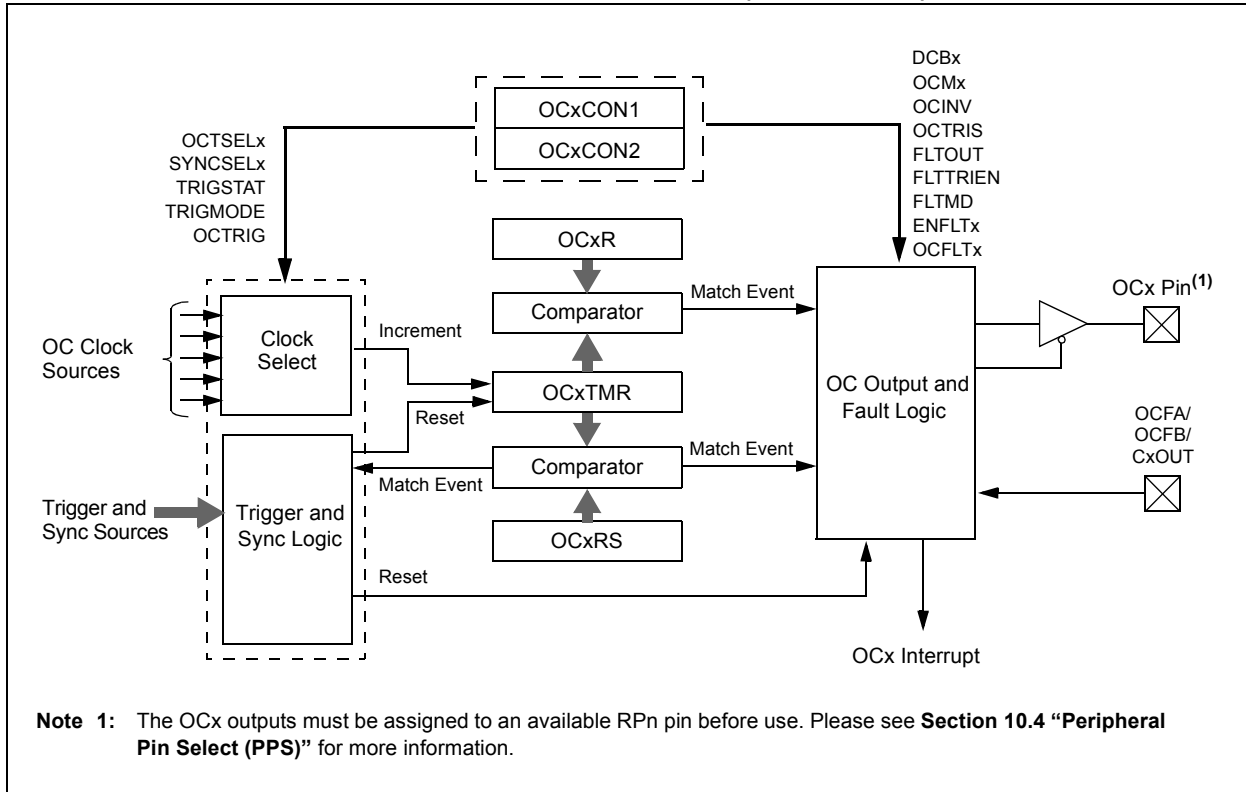 DCBx
OCMx
OCINV
OCTRIS
FLTOUT
FLTTRIEN
FLTMD
ENFLTx
OCFLTx
OCxCON1
OCxCON2
OCTSELx
SYNCSELx
TRIGSTAT
TRIGMODE
OCTRIG
OCxR
Comparator
Match Event
OCx Pin(1)
OC Clock
Sources
Clock
Select
Increment
OCxTMR
Reset
OC Output and
Fault Logic
OCFA/
OCFB/
CxOUT
Comparator
Match Event
Match Event
Trigger and
Sync Sources
Trigger and
Sync Logic
OCxRS
Reset
OCx Interrupt
Note 1: The OCx outputs must be assigned to an available RPn pin before use. Please see Section 10.4 “Peripheral
Pin Select (PPS)” for more information.